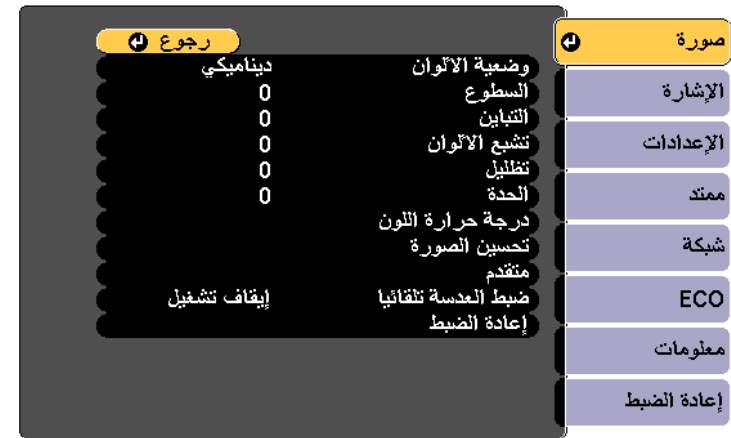 صورة
الإشارة
الإعدادات
ممتد
شبكة
ECO
معلومات
إعادة الضبط
رجوع
وضعية الألوان ديناميكي
السطوع 0
التباين 0
تشبع الألوان 0
تظليل 0
الحدة 0
درجة حرارة اللون
تحسين الصورة
متقدم
ضبط العدسة تلقائيا إيقاف تشغيل
إعادة الضبط